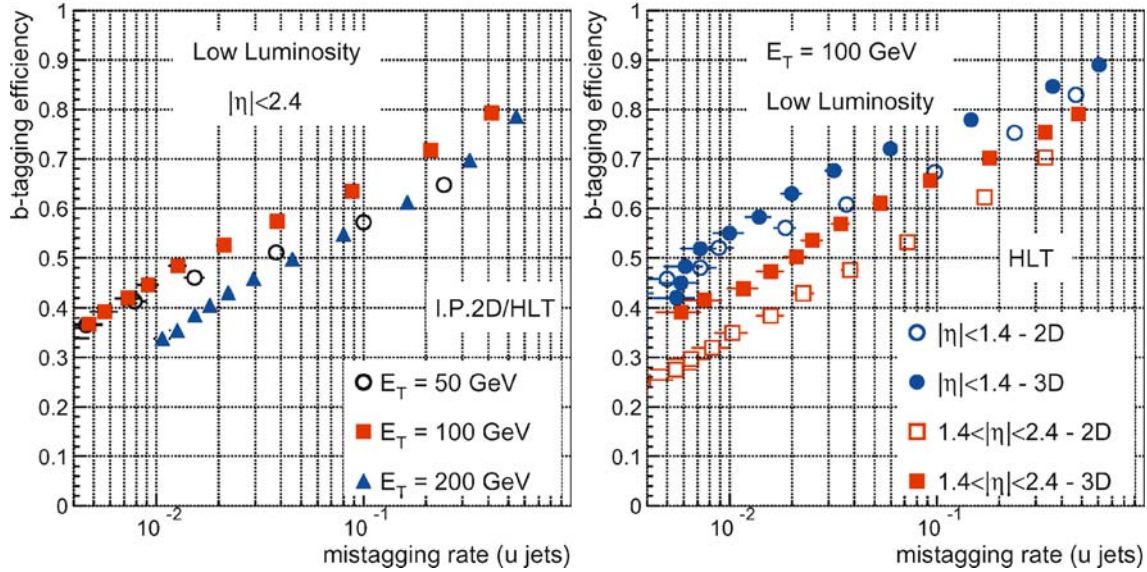 b-tagging efficiency
1
0.9
0.8
0.7
0.6
0.5
0.4
0.3
0.2
0.1
0
Low Luminosity
|η|<2.4
I.P.2D/HLT
E_T = 50 GeV
E_T = 100 GeV
E_T = 200 GeV
10^-2
10^-1
mistagging rate (u jets)
b-tagging efficiency
1
0.9
0.8
0.7
0.6
0.5
0.4
0.3
0.2
0.1
0
E_T = 100 GeV
Low Luminosity
HLT
|η|<1.4 - 2D
|η|<1.4 - 3D
1.4<|η|<2.4 - 2D
1.4<|η|<2.4 - 3D
10^-2
10^-1
mistagging rate (u jets)